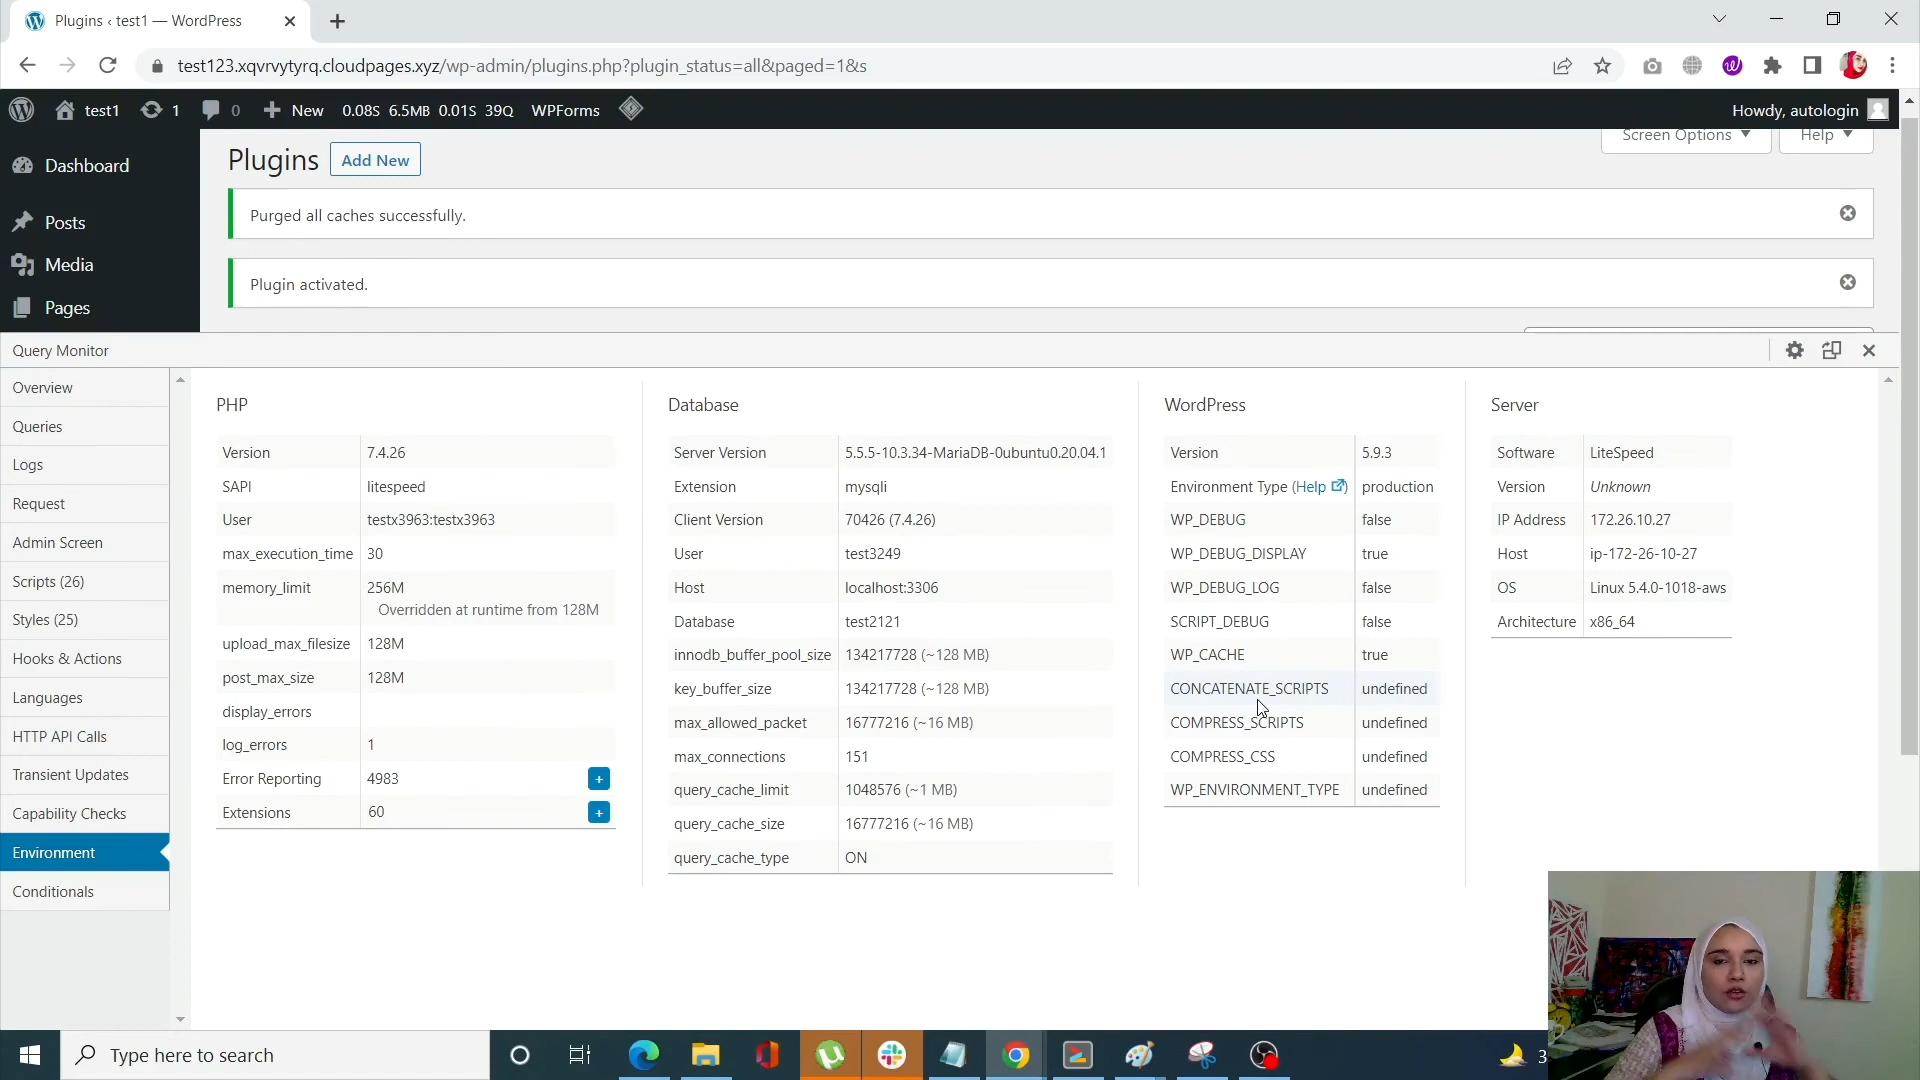 Plugins ‹ test1 — WordPress
test123.xqvrvytyrq.cloudpages.xyz/wp-admin/plugins.php?plugin_status=all&paged=1&s
test1 1 0 New 0.08S 6.5MB 0.01S 39Q WPForms Howdy, autologin
Dashboard
Posts
Media
Pages
Plugins Add New
Screen Options Help
Purged all caches successfully.
Plugin activated.
Query Monitor
Overview
Queries
Logs
Request
Admin Screen
Scripts (26)
Styles (25)
Hooks & Actions
Languages
HTTP API Calls
Transient Updates
Capability Checks
Environment
Conditionals
PHP
Version 7.4.26
SAPI litespeed
User testx3963:testx3963
max_execution_time 30
memory_limit 256M
Overridden at runtime from 128M
upload_max_filesize 128M
post_max_size 128M
display_errors
log_errors 1
Error Reporting 4983 +
Extensions 60 +
Database
Server Version 5.5.5-10.3.34-MariaDB-0ubuntu0.20.04.1
Extension mysqli
Client Version 70426 (7.4.26)
User test3249
Host localhost:3306
Database test2121
innodb_buffer_pool_size 134217728 (~128 MB)
key_buffer_size 134217728 (~128 MB)
max_allowed_packet 16777216 (~16 MB)
max_connections 151
query_cache_limit 1048576 (~1 MB)
query_cache_size 16777216 (~16 MB)
query_cache_type ON
WordPress
Version 5.9.3
Environment Type (Help) production
WP_DEBUG false
WP_DEBUG_DISPLAY true
WP_DEBUG_LOG false
SCRIPT_DEBUG false
WP_CACHE true
CONCATENATE_SCRIPTS undefined
COMPRESS_SCRIPTS undefined
COMPRESS_CSS undefined
WP_ENVIRONMENT_TYPE undefined
Server
Software LiteSpeed
Version Unknown
IP Address 172.26.10.27
Host ip-172-26-10-27
OS Linux 5.4.0-1018-aws
Architecture x86_64
Type here to search
3